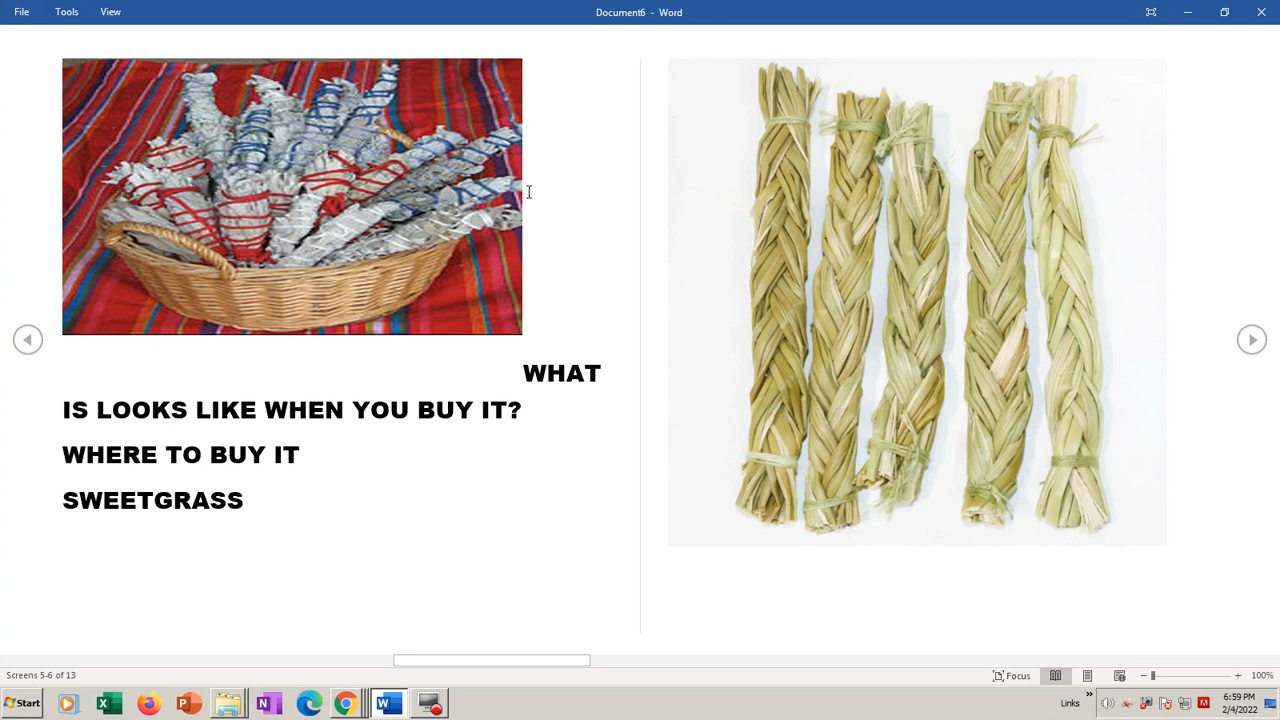 File Tools View
Document6 - Word
WHAT
IS LOOKS LIKE WHEN YOU BUY IT?
WHERE TO BUY IT
SWEETGRASS
Screens 5-6 of 13
Focus
100%
Start
Links
6:59 PM
2/4/2022